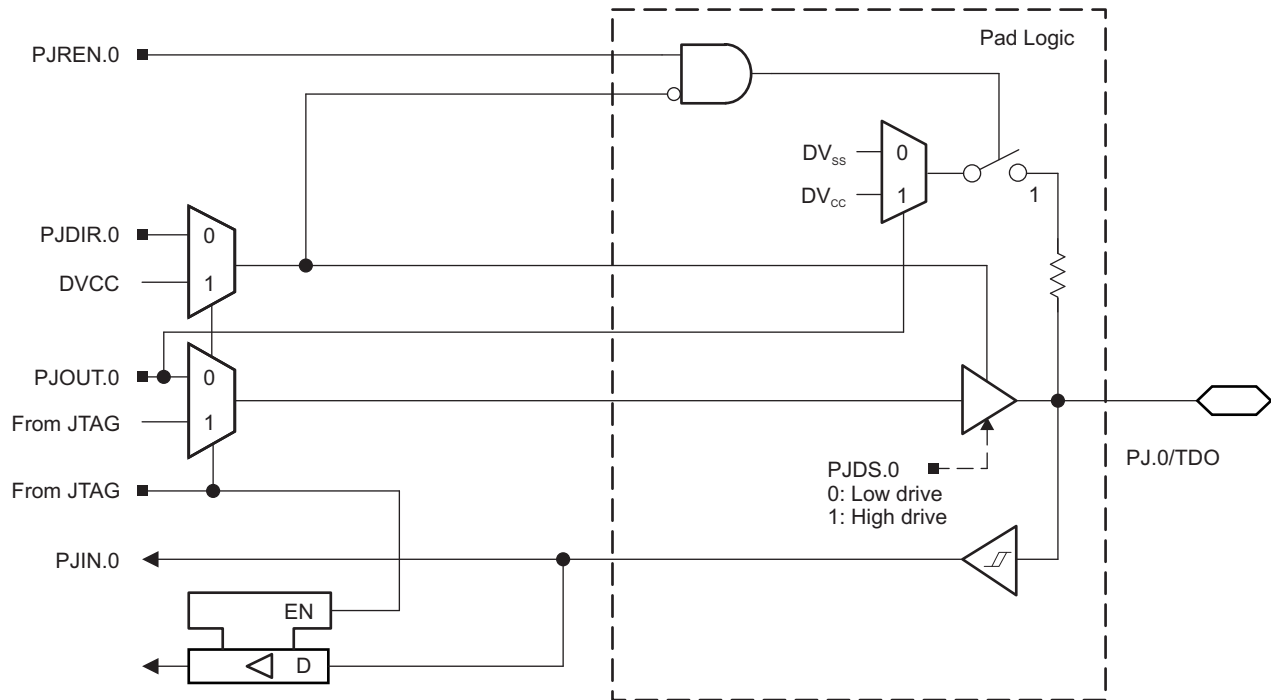 Pad Logic
PJREN.0
DVSS
0
DVCC
1
1
PJDIR.0
0
DVCC
1
PJOUT.0
0
From JTAG
1
PJDS.0
0: Low drive
1: High drive
PJ.0/TDO
From JTAG
PJIN.0
EN
D